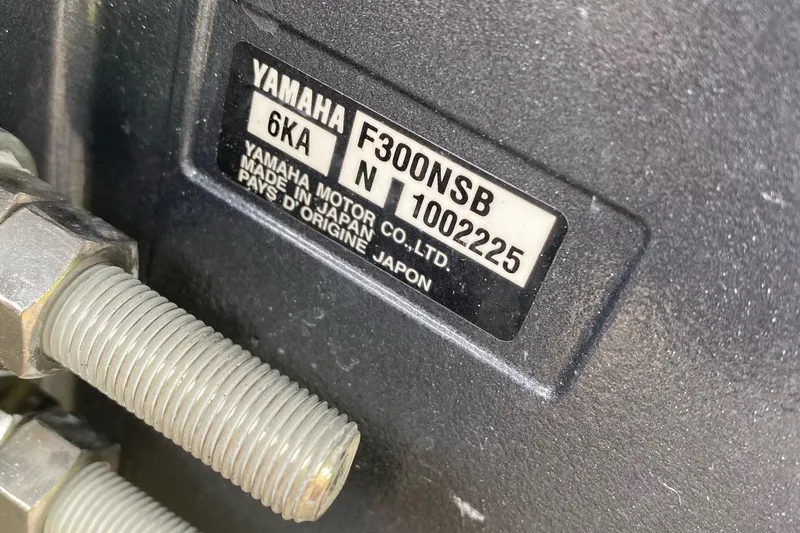 YAMAHA
F300NSB
6KA
N 1002225
YAMAHA MOTOR CO.,LTD.
MADE IN JAPAN
PAYS D'ORIGINE JAPON